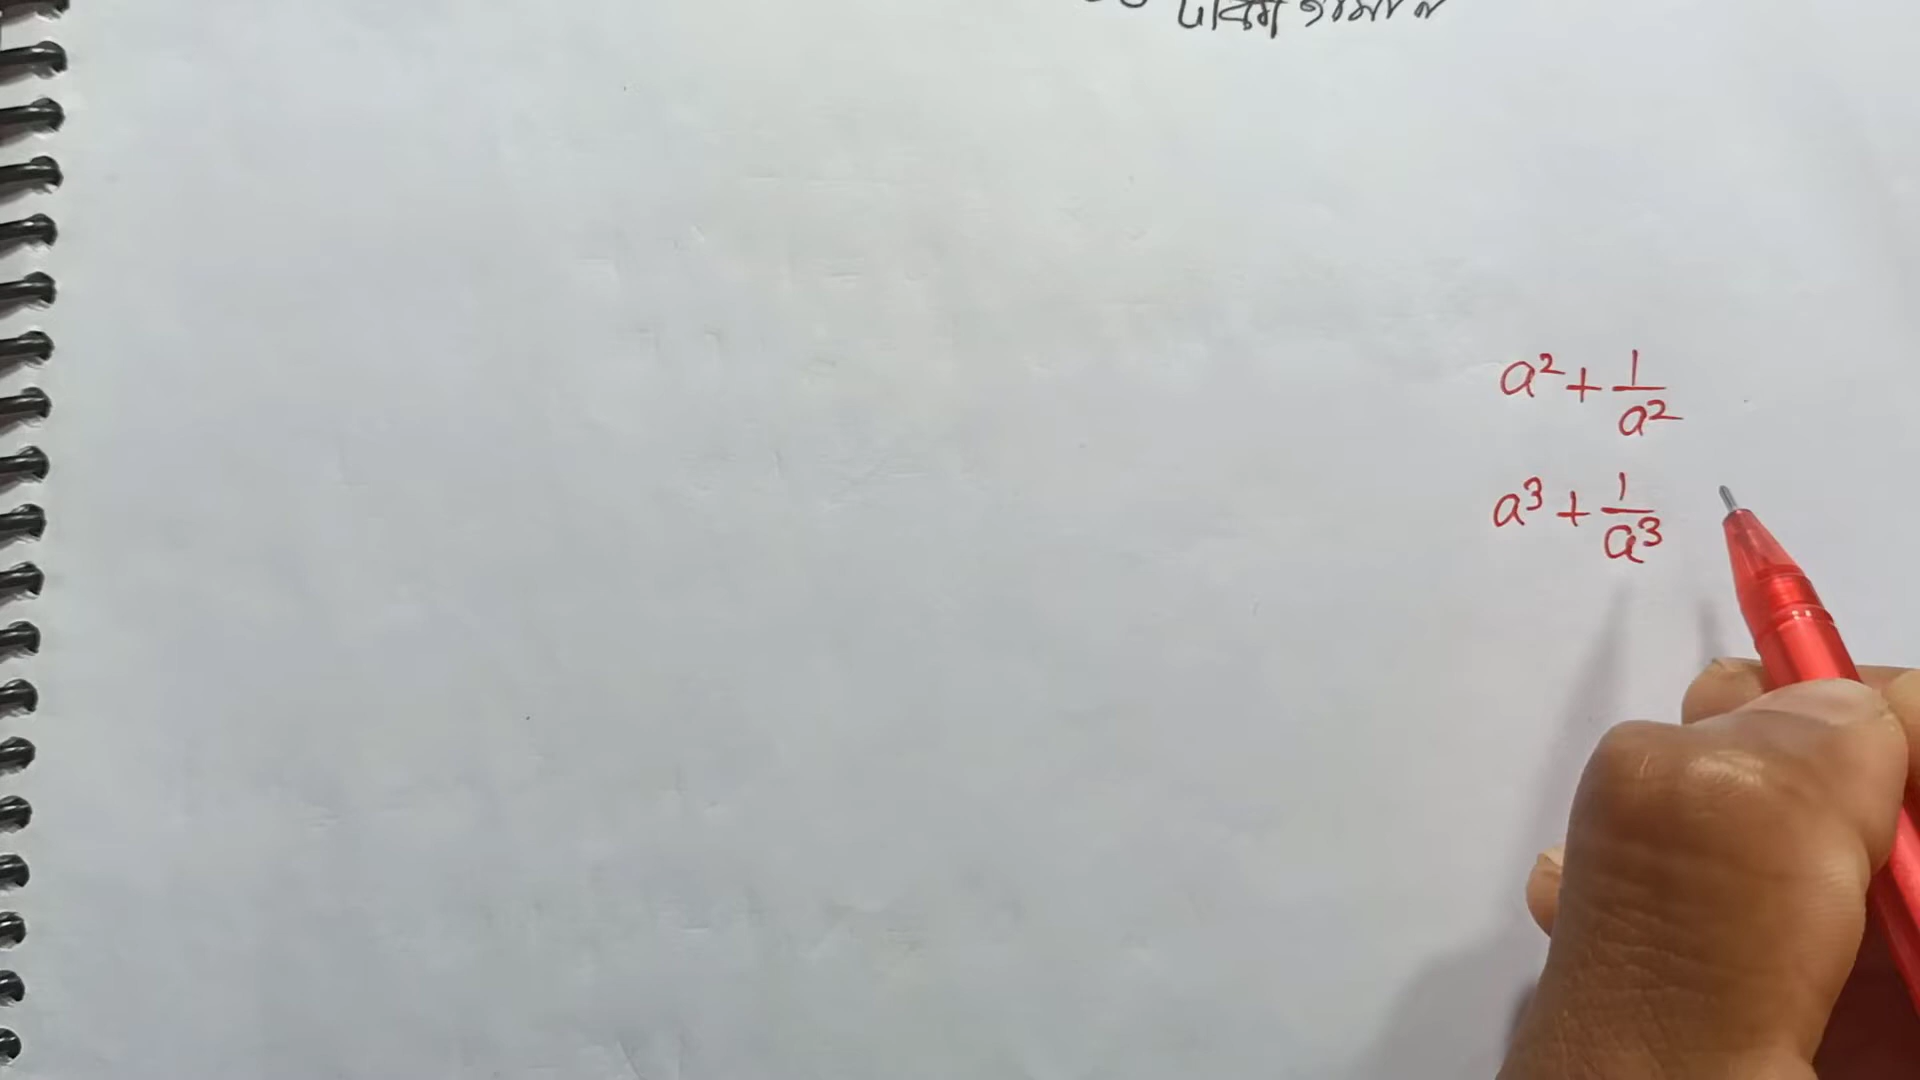 a² + 1/a²
a³ + 1/a³